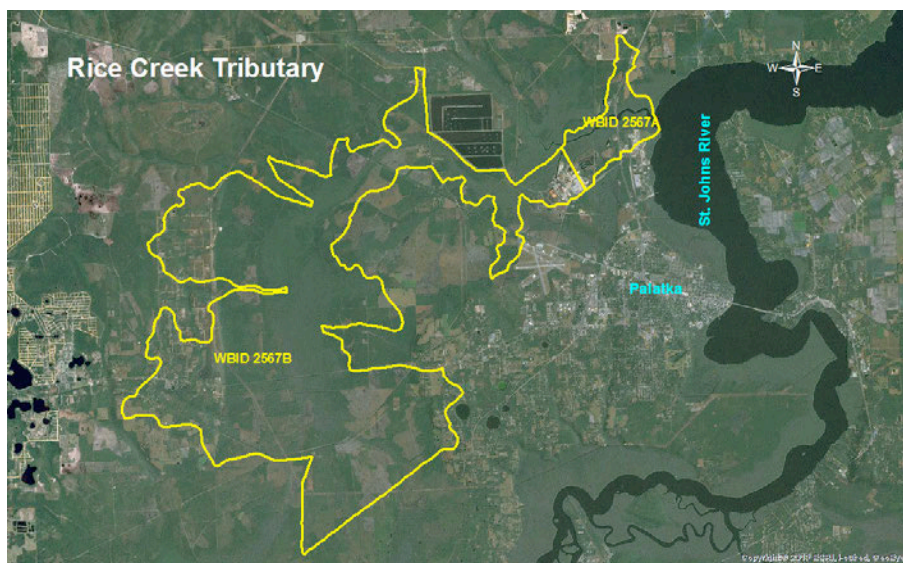 Rice Creek Tributary
N
W E
S
WBID 2567A
St. Johns River
Palatka
WBID 2567B